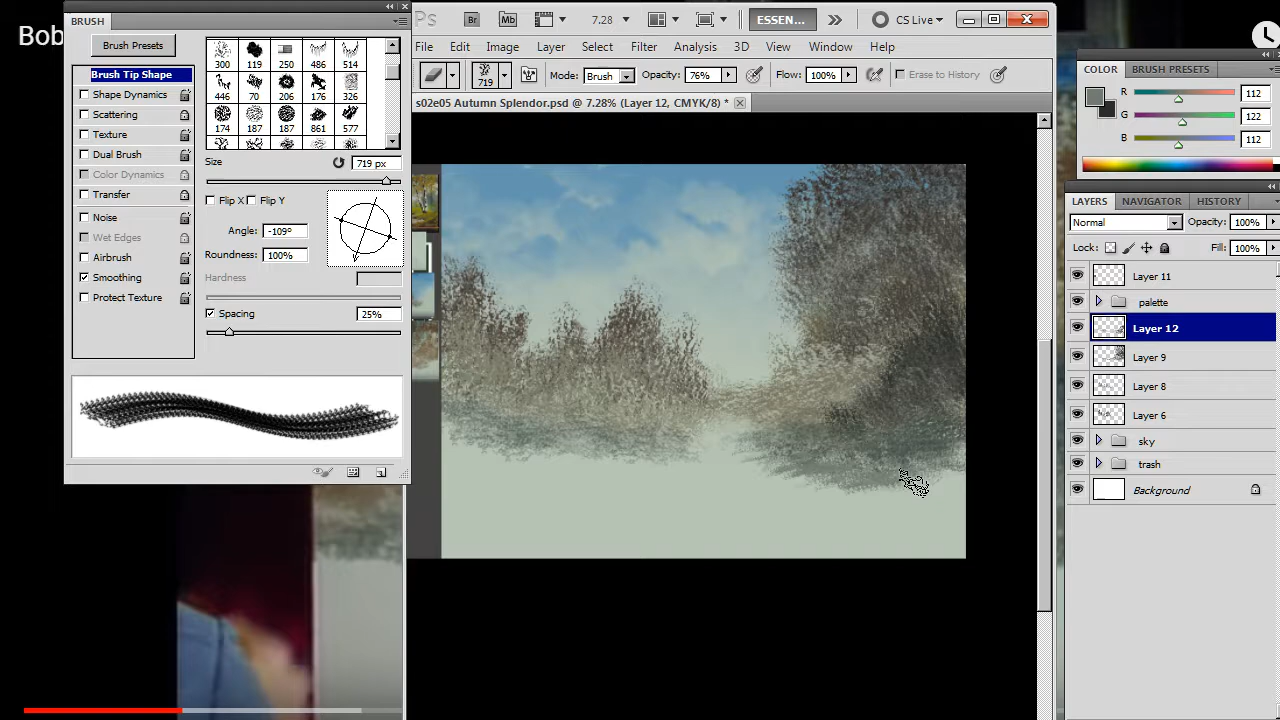 Bob
BRUSH
Brush Presets
Brush Tip Shape
Shape Dynamics
Scattering
Texture
Dual Brush
Color Dynamics
Transfer
Noise
Wet Edges
Airbrush
Smoothing
Protect Texture
300 119 250 486 514
446 70 206 176 326
174 187 187 861 577
Size 719 px
Flip X Flip Y
Angle: -109°
Roundness: 100%
Hardness
Spacing 25%
Ps Br Mb 7.28 ESSEN... CS Live
File Edit Image Layer Select Filter Analysis 3D View Window Help
719 Mode: Brush Opacity: 76% Flow: 100% Erase to History
s02e05 Autumn Splendor.psd @ 7.28% (Layer 12, CMYK/8) *
COLOR BRUSH PRESETS
R 112
G 122
B 112
LAYERS NAVIGATOR HISTORY
Normal Opacity: 100%
Lock: Fill: 100%
Layer 11
palette
Layer 12
Layer 9
Layer 8
Layer 6
sky
trash
Background